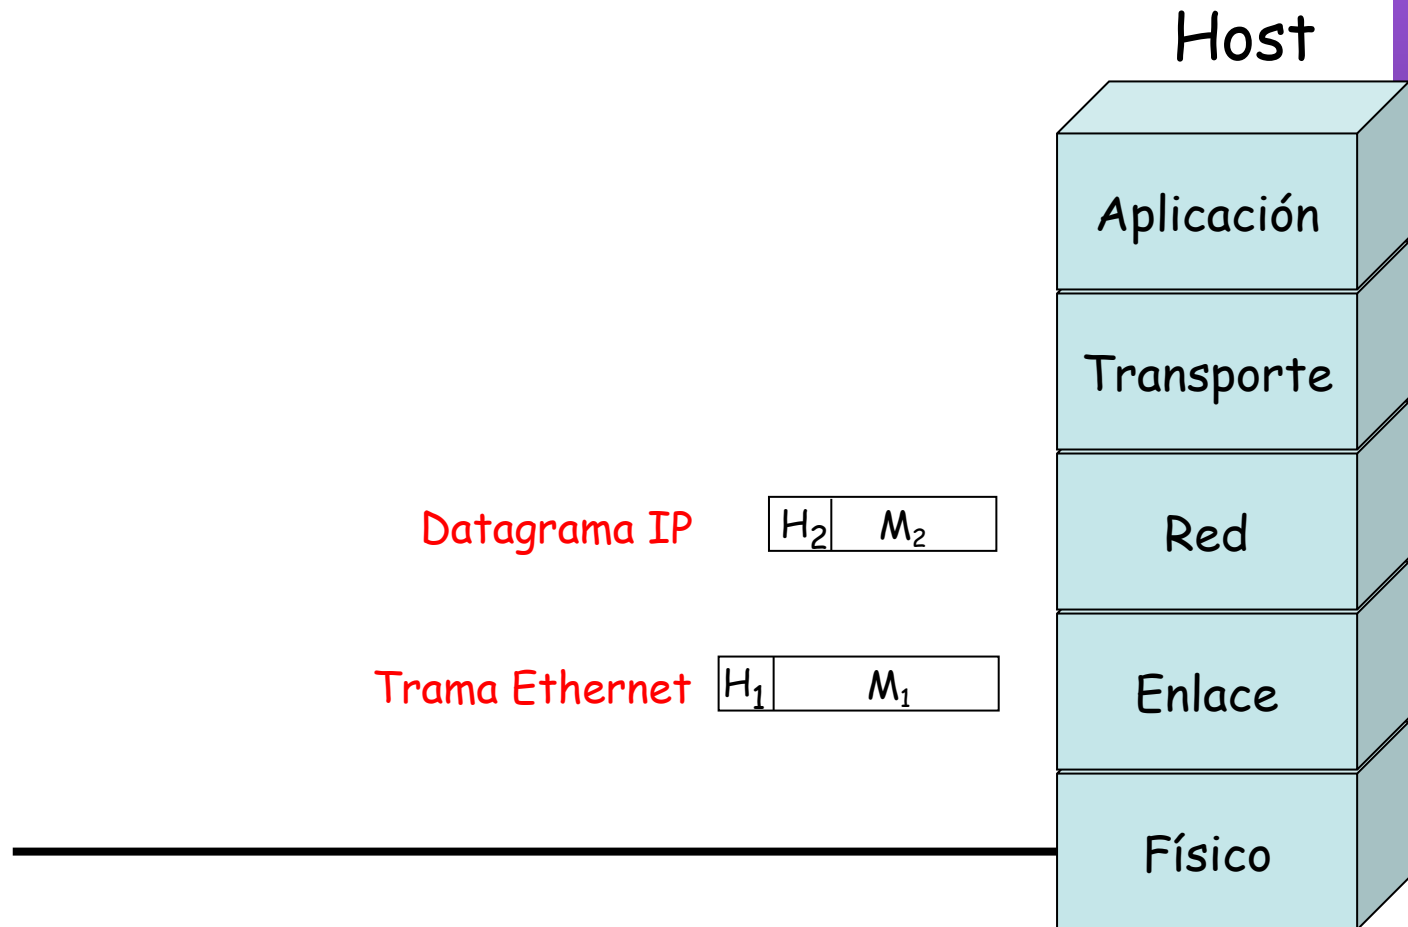 Host
Aplicación
Transporte
Datagrama IP H₂ M₂ Red
Trama Ethernet H₁ M₁ Enlace
Físico